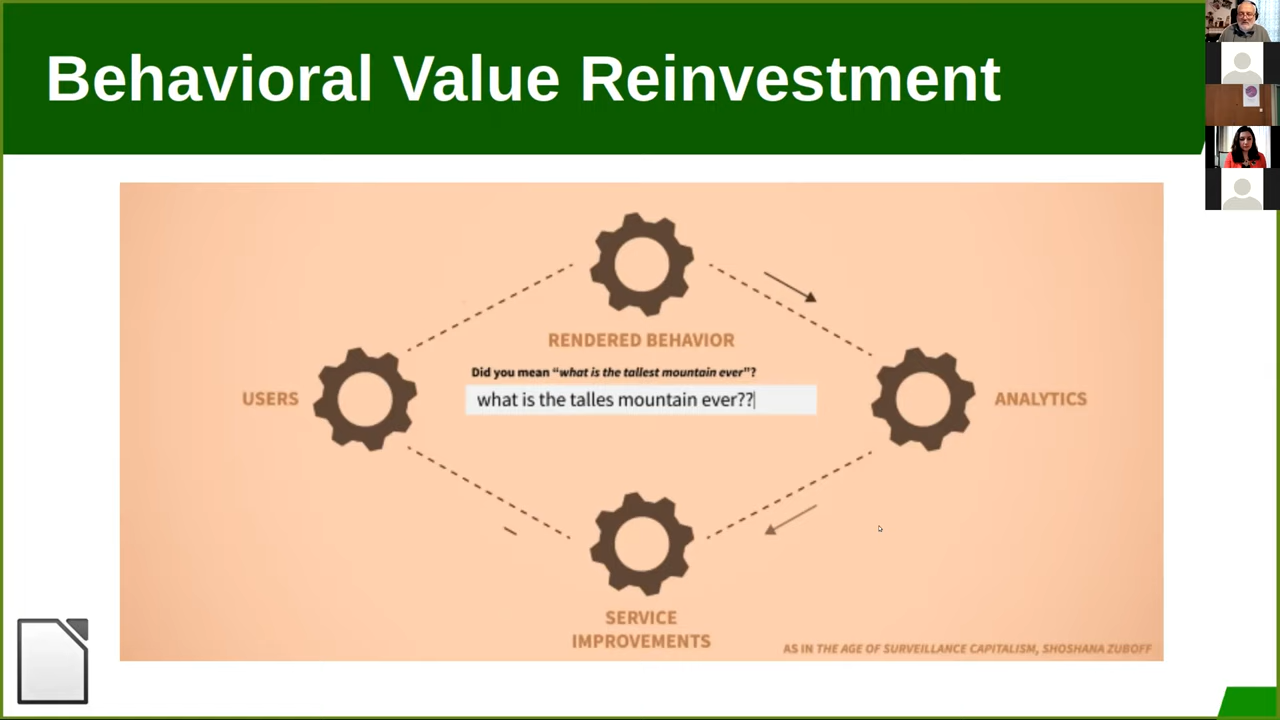 Behavioral Value Reinvestment
RENDERED BEHAVIOR
Did you mean “what is the tallest mountain ever”?
USERS
what is the talles mountain ever??
ANALYTICS
SERVICE
IMPROVEMENTS
AS IN THE AGE OF SURVEILLANCE CAPITALISM, SHOSHANA ZUBOFF